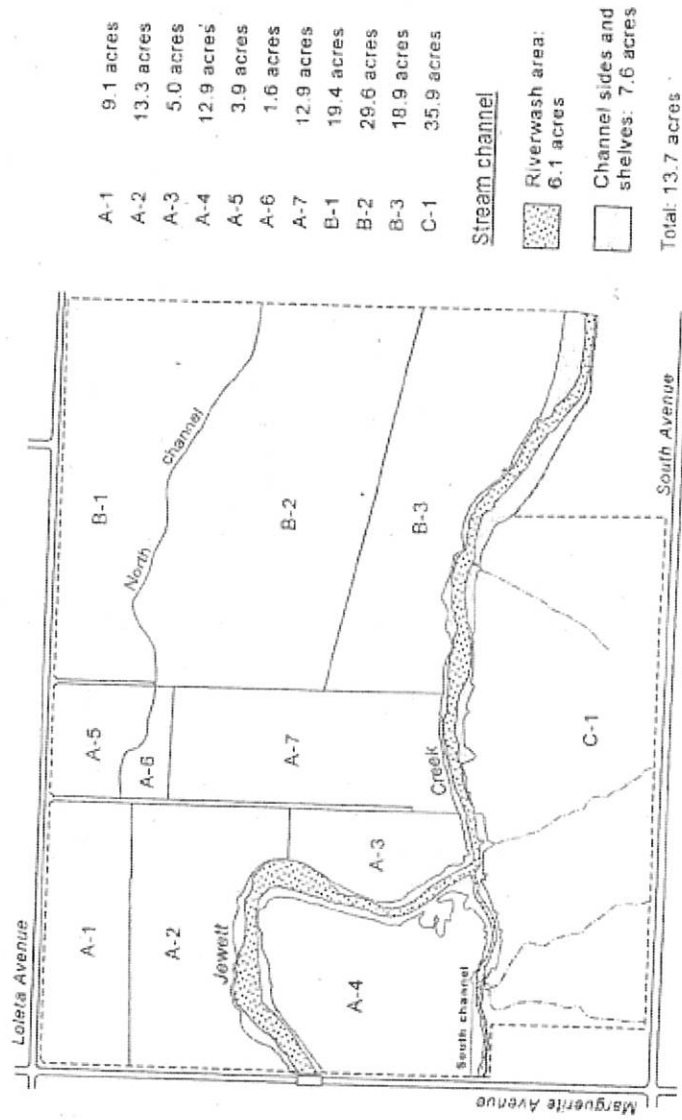 Loleta Avenue
A-1
A-2
Jewett
A-3
A-4
A-5
A-6
A-7
North Channel
B-1
B-2
B-3
Creek
South channel
C-1
Marguerite Avenue
South Avenue
A-1 9.1 acres
A-2 13.3 acres
A-3 5.0 acres
A-4 12.9 acres
A-5 3.9 acres
A-6 1.6 acres
A-7 12.9 acres
B-1 19.4 acres
B-2 29.6 acres
B-3 18.9 acres
C-1 35.9 acres
Stream channel
Riverwash area:
6.1 acres
Channel sides and
shelves: 7.6 acres
Total: 13.7 acres